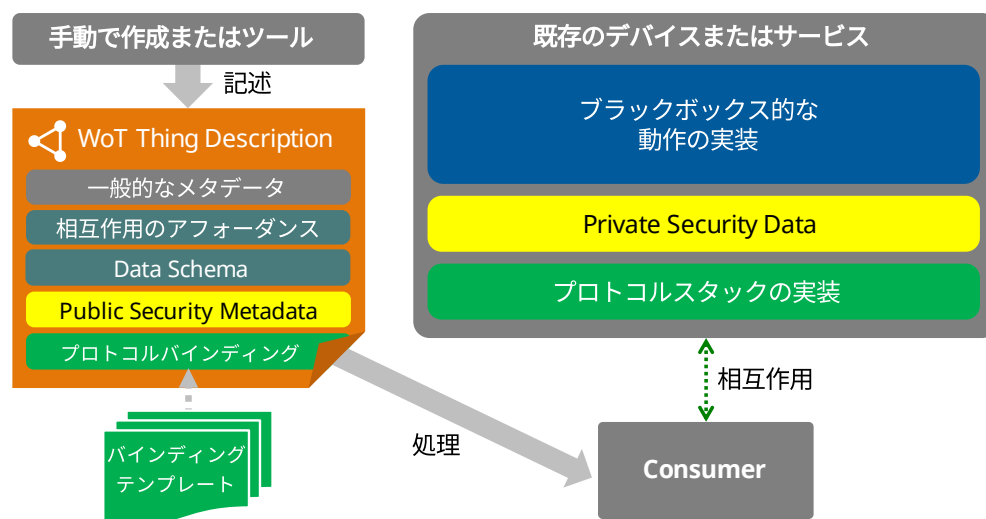 手動で作成またはツール
記述
WoT Thing Description
一般的なメタデータ
相互作用のアフォーダンス
Data Schema
Public Security Metadata
プロトコルバインディング
バインディング
テンプレート
処理
既存のデバイスまたはサービス
ブラックボックス的な
動作の実装
Private Security Data
プロトコルスタックの実装
相互作用
Consumer